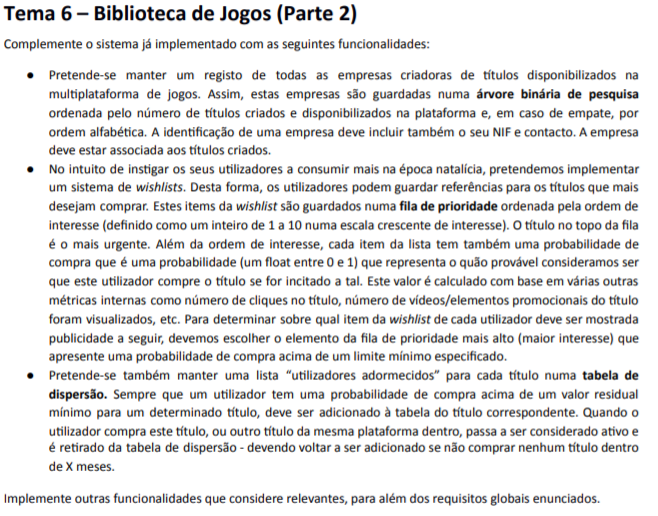 Tema 6 – Biblioteca de Jogos (Parte 2)
Complemente o sistema já implementado com as seguintes funcionalidades:
● Pretende-se manter um registo de todas as empresas criadoras de títulos disponibilizados na
multiplataforma de jogos. Assim, estas empresas são guardadas numa árvore binária de pesquisa
ordenada pelo número de títulos criados e disponibilizados na plataforma e, em caso de empate, por
ordem alfabética. A identificação de uma empresa deve incluir também o seu NIF e contacto. A empresa
deve estar associada aos títulos criados.
● No intuito de instigar os seus utilizadores a consumir mais na época natalícia, pretendemos implementar
um sistema de wishlists. Desta forma, os utilizadores podem guardar referências para os títulos que mais
desejam comprar. Estes items da wishlist são guardados numa fila de prioridade ordenada pela ordem de
interesse (definido como um inteiro de 1 a 10 numa escala crescente de interesse). O título no topo da fila
é o mais urgente. Além da ordem de interesse, cada item da lista tem também uma probabilidade de
compra que é uma probabilidade (um float entre 0 e 1) que representa o quão provável consideramos ser
que este utilizador compre o título se for incitado a tal. Este valor é calculado com base em várias outras
métricas internas como número de cliques no título, número de vídeos/elementos promocionais do título
foram visualizados, etc. Para determinar sobre qual item da wishlist de cada utilizador deve ser mostrada
publicidade a seguir, devemos escolher o elemento da fila de prioridade mais alto (maior interesse) que
apresente uma probabilidade de compra acima de um limite mínimo especificado.
● Pretende-se também manter uma lista “utilizadores adormecidos” para cada título numa tabela de
dispersão. Sempre que um utilizador tem uma probabilidade de compra acima de um valor residual
mínimo para um determinado título, deve ser adicionado à tabela do título correspondente. Quando o
utilizador compra este título, ou outro título da mesma plataforma dentro, passa a ser considerado ativo e
é retirado da tabela de dispersão - devendo voltar a ser adicionado se não comprar nenhum título dentro
de X meses.
Implemente outras funcionalidades que considere relevantes, para além dos requisitos globais enunciados.